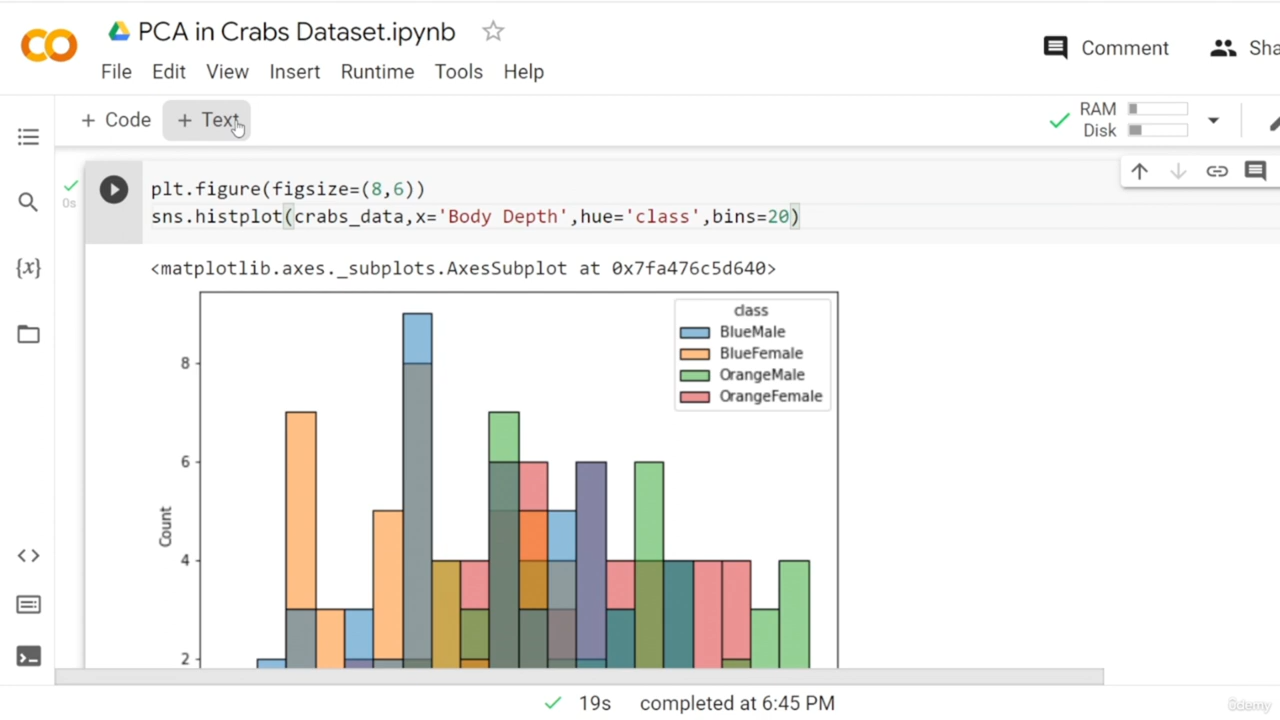 PCA in Crabs Dataset.ipynb
Comment
Sha
File Edit View Insert Runtime Tools Help
+ Code + Text
RAM
Disk
0s
plt.figure(figsize=(8,6))
sns.histplot(crabs_data,x='Body Depth',hue='class',bins=20)
{x}
<matplotlib.axes._subplots.AxesSubplot at 0x7fa476c5d640>
class
BlueMale
BlueFemale
OrangeMale
OrangeFemale
8
6
Count
4
2
19s completed at 6:45 PM
ûdemy